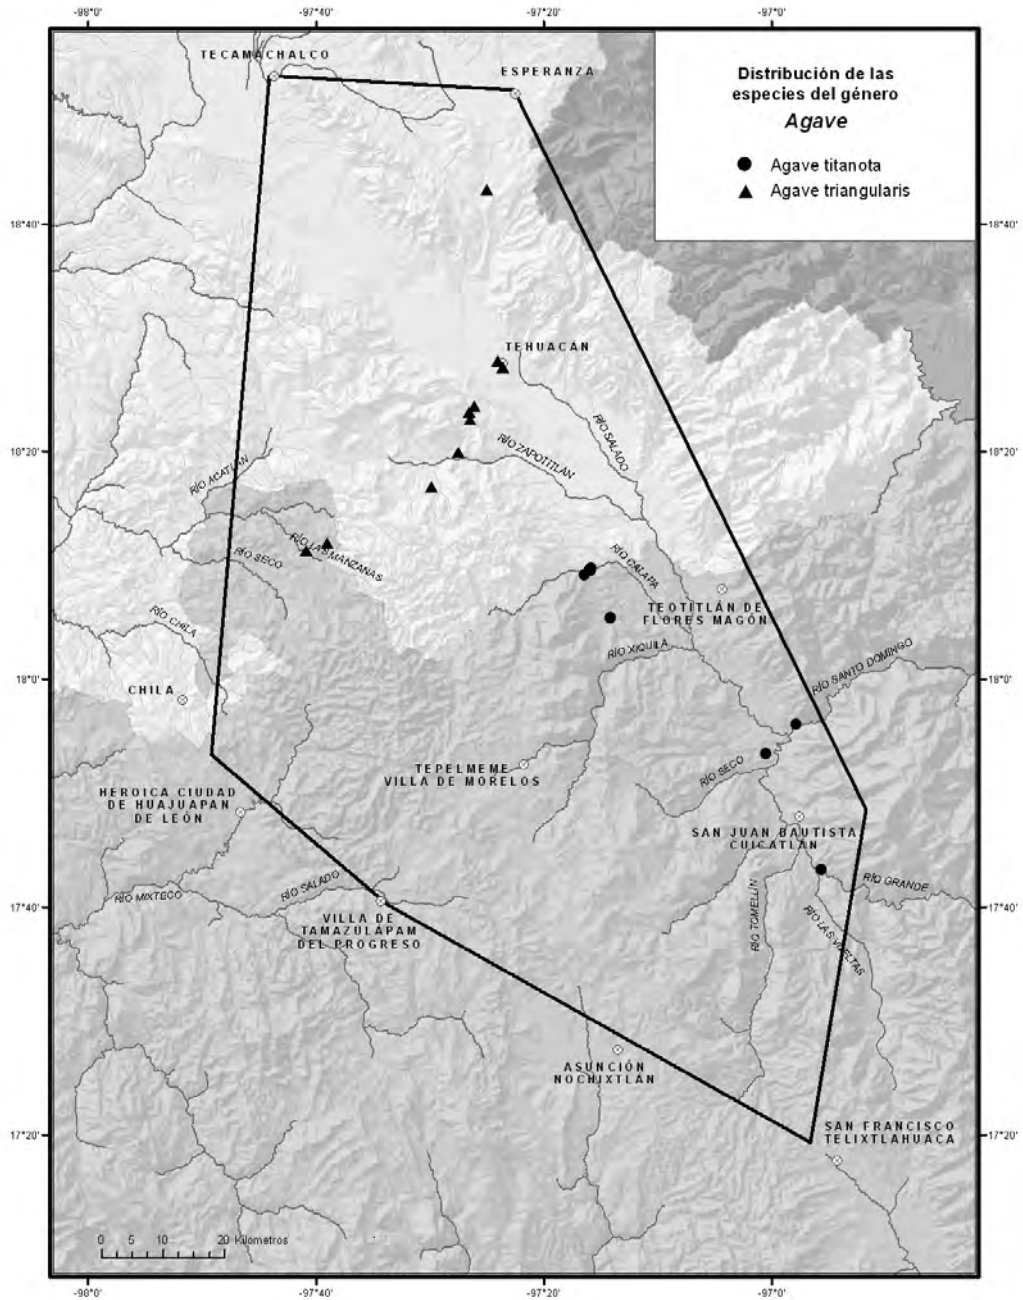 -98°0'
-97°40'
-97°20'
-97°0'
TECAMACHALCO
ESPERANZA
Distribución de las
especies del género
Agave
Agave titanota
Agave triangularis
18°40'
18°40'
TEHUACÁN
RÍO SALADO
RÍO ZAPOTITLÁN
18°20'
18°20'
RÍO ACATLÁN
RÍO LAS MANZANAS
RÍO SECO
RÍO CALAPA
TEOTITLÁN DE
FLORES MAGÓN
RÍO CHILA
RÍO XIQUILA
RÍO SANTO DOMINGO
18°0'
18°0'
CHILA
TEPELMEME
VILLA DE MORELOS
RÍO SECO
HEROICA CIUDAD
DE HUAJUAPAN
DE LEÓN
SAN JUAN BAUTISTA
CUICATLÁN
RÍO SALADO
RÍO MIXTECO
RÍO GRANDE
17°40'
17°40'
VILLA DE
TAMAZULÁPAM
DEL PROGRESO
RÍO TOMELLÍN
RÍO LAS VUELTAS
ASUNCIÓN
NOCHIXTLÁN
17°20'
17°20'
SAN FRANCISCO
TELIXTLAHUACA
0 5 10 20 Kilometros
-98°0'
-97°40'
-97°20'
-97°0'